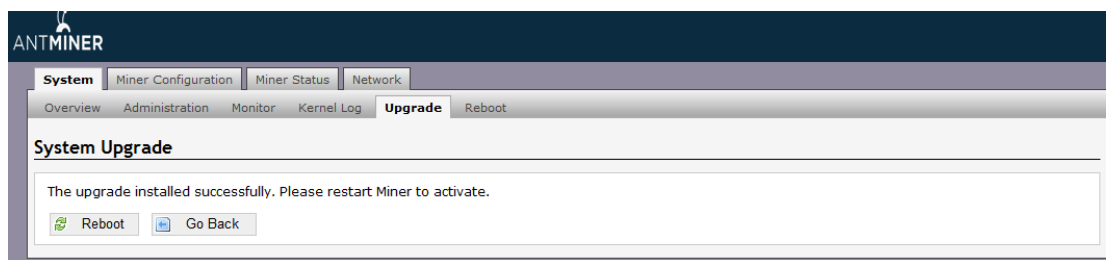 ANTMINER
System Miner Configuration Miner Status Network
Overview Administration Monitor Kernel Log Upgrade Reboot
System Upgrade
The upgrade installed successfully. Please restart Miner to activate.
Reboot Go Back